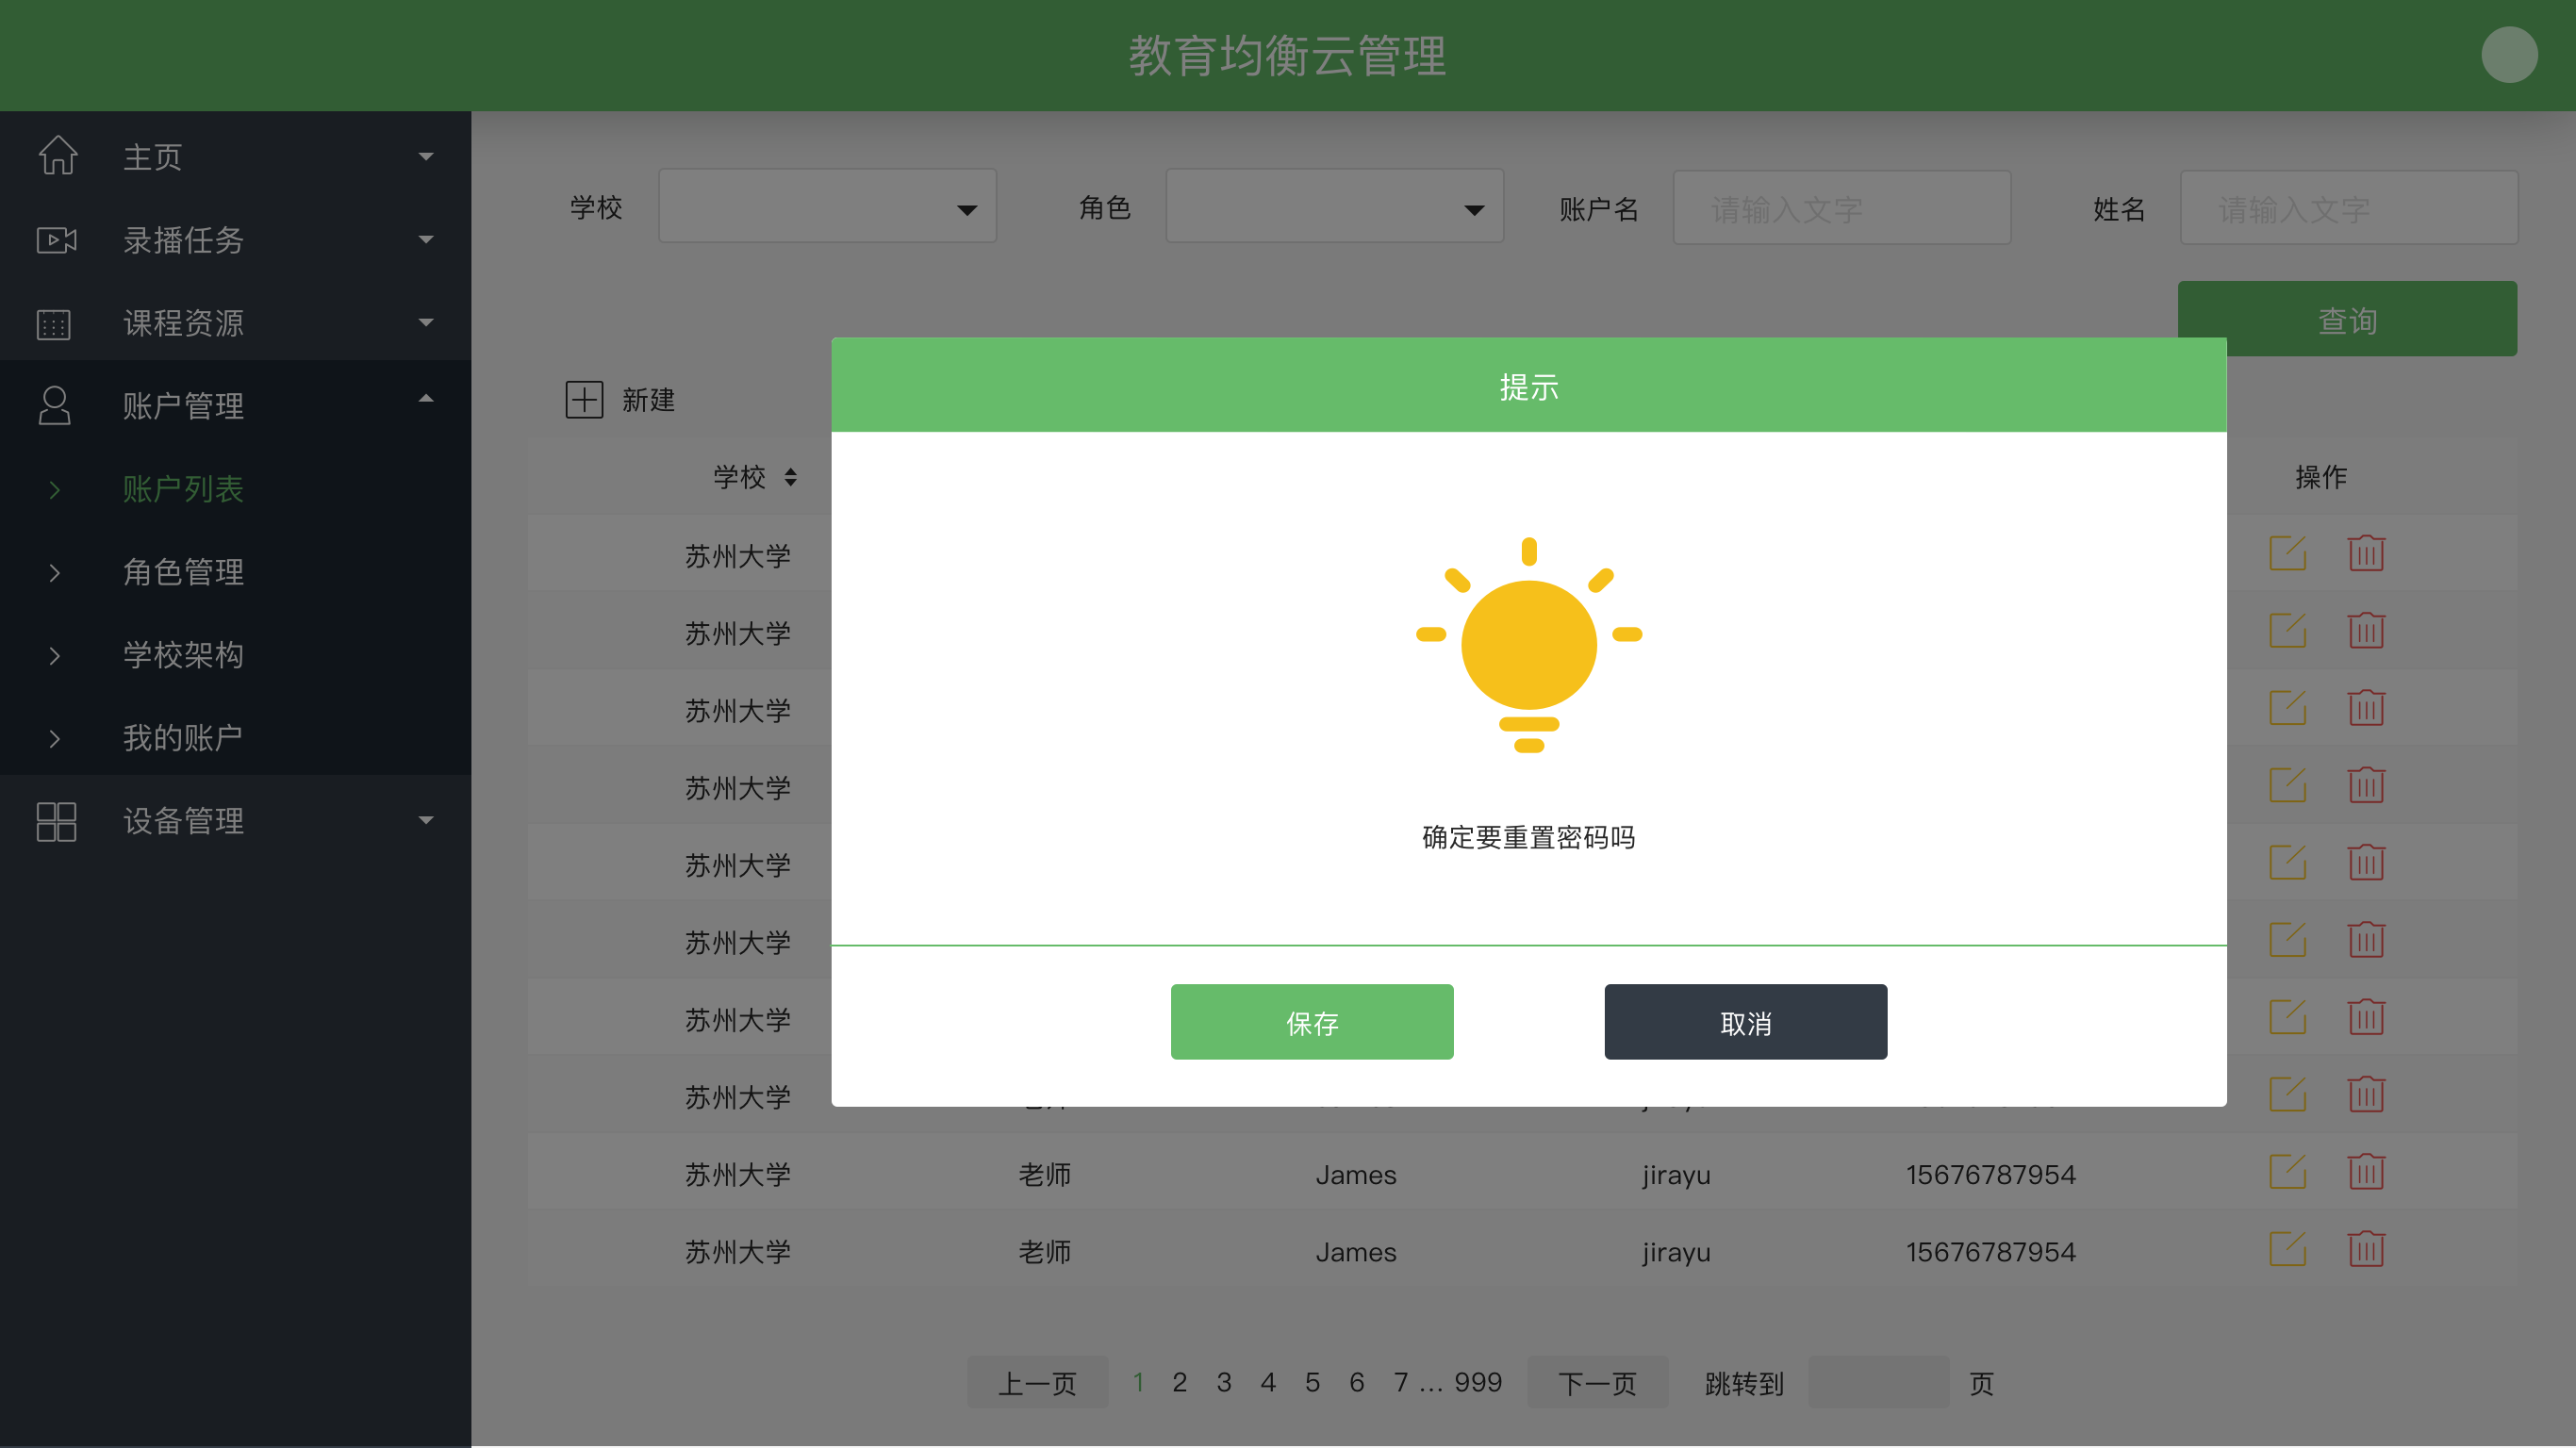 教育均衡云管理
主页
录播任务
课程资源
账户管理
账户列表
角色管理
学校架构
我的账户
设备管理
学校 角色 账户名 请输入文字 姓名 请输入文字
查询
新建
学校 操作
提示
确定要重置密码吗
保存 取消
苏州大学
苏州大学
苏州大学
苏州大学
苏州大学
苏州大学
苏州大学
苏州大学
苏州大学 老师 James jirayu 15676787954
苏州大学 老师 James jirayu 15676787954
上一页 1 2 3 4 5 6 7 ... 999 下一页 跳转到 页